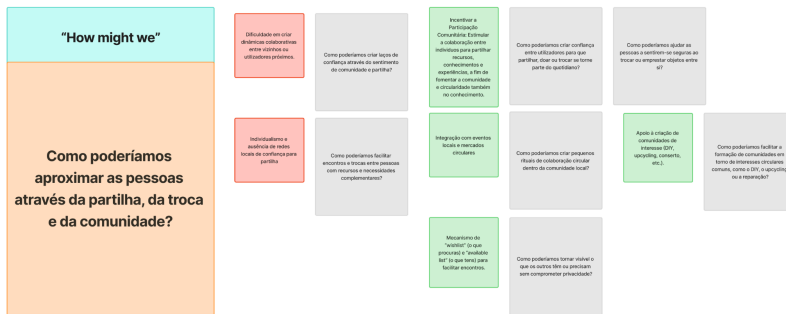 “How might we”
Como poderíamos
aproximar as pessoas
através da partilha, da troca
e da comunidade?
Dificuldade em criar
dinâmicas colaborativas
entre vizinhos ou
utilizadores próximos.
Como poderíamos criar laços de
confiança através do sentimento
de comunidade e partilha?
Incentivar a
Participação
Comunitária: Estimular
a colaboração entre
indivíduos para partilhar
recursos,
conhecimentos e
experiências, a fim de
fomentar a comunidade
e circularidade também
no conhecimento.
Como poderíamos criar confiança
entre utilizadores para que
partilhar, doar ou trocar se torne
parte do quotidiano?
Como poderíamos ajudar as
pessoas a sentirem-se seguras ao
trocar ou emprestar objetos entre
si?
Individualismo e
ausência de redes
locais de confiança para
partilha
Como poderíamos facilitar
encontros e trocas entre pessoas
com recursos e necessidades
complementares?
Integração com eventos
locais e mercados
circulares
Como poderíamos criar pequenos
rituais de colaboração circular
dentro da comunidade local?
Apoio à criação de
comunidades de
interesse (DIY,
upcycling, conserto,
etc.).
Como poderíamos facilitar a
formação de comunidades em
torno de interesses circulares
comuns, como o DIY, o upcycling
ou a reparação?
Mecanismo de
"wishlist" (o que
procuras) e "available
list" (o que tens) para
facilitar encontros.
Como poderíamos tornar visível o
que os outros têm ou precisam
sem comprometer privacidade?